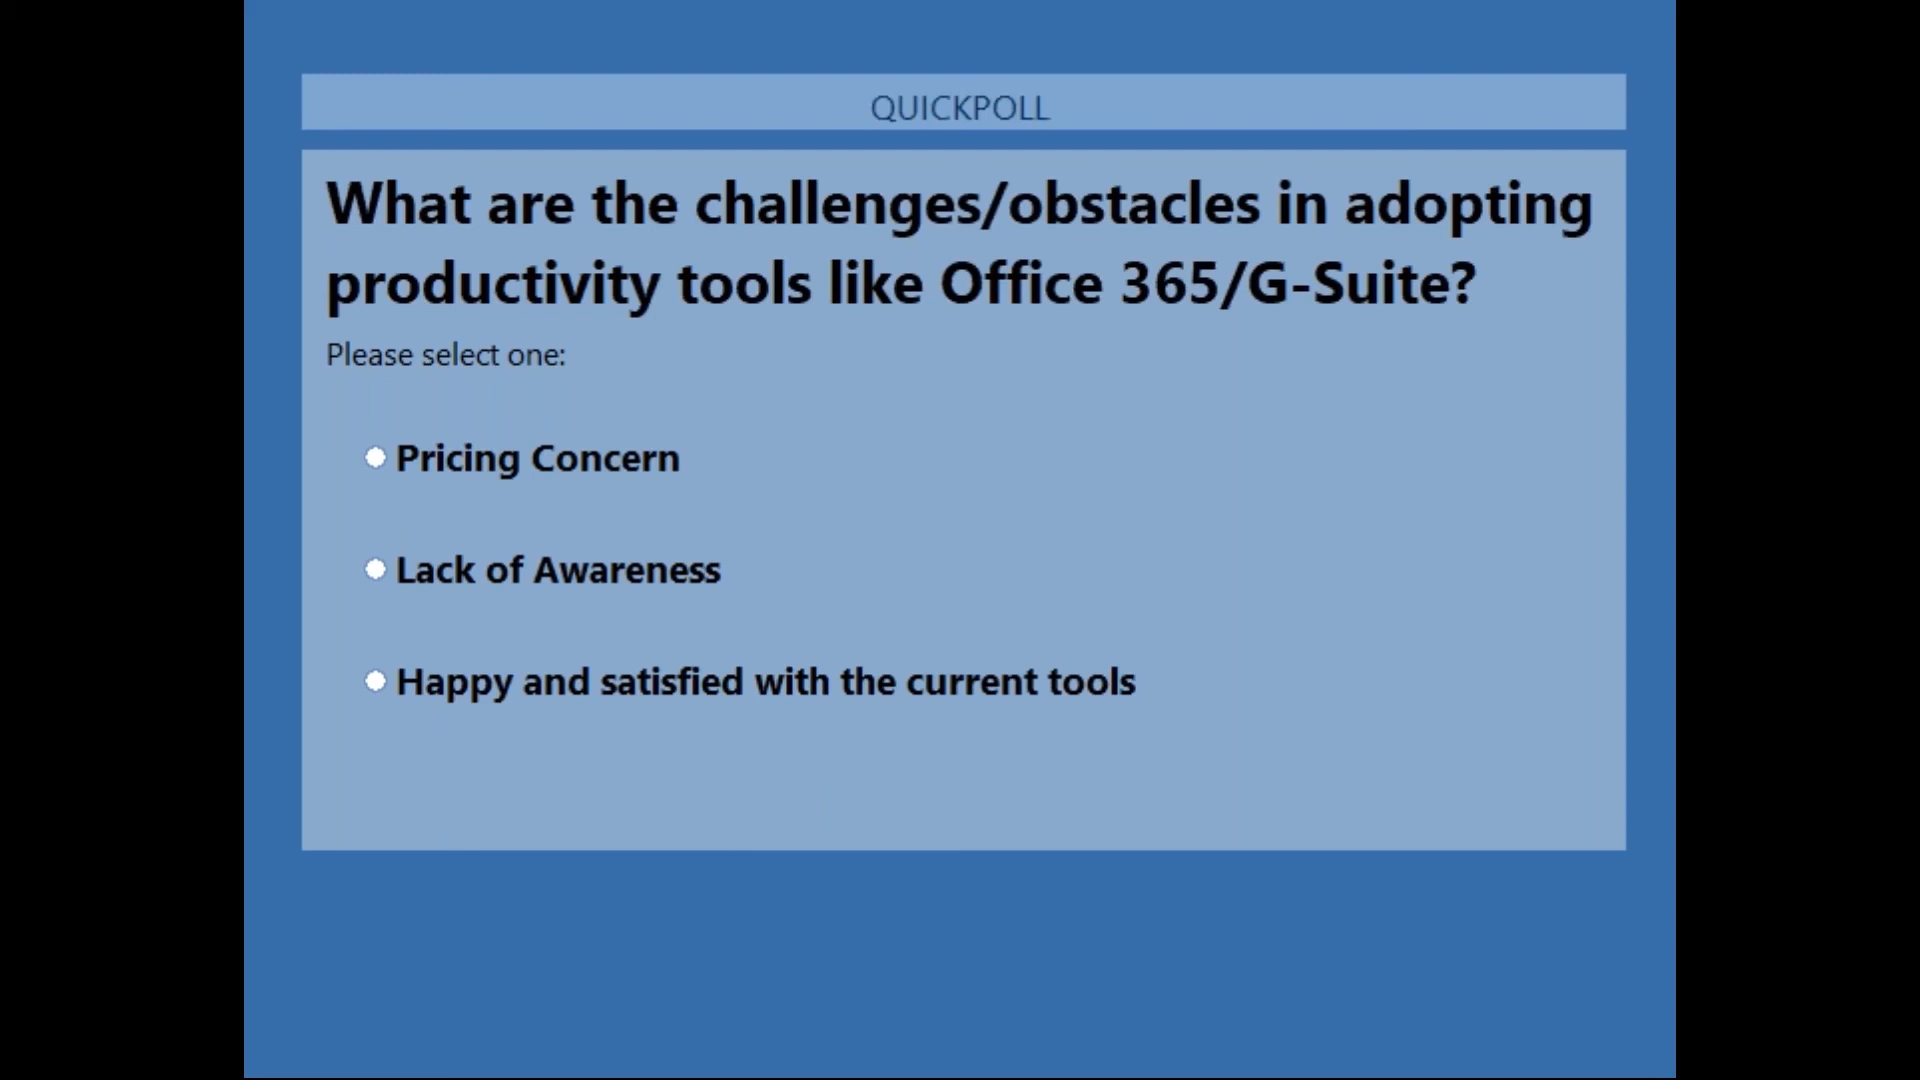 QUICKPOLL
What are the challenges/obstacles in adopting
productivity tools like Office 365/G-Suite?
Please select one:
Pricing Concern
Lack of Awareness
Happy and satisfied with the current tools